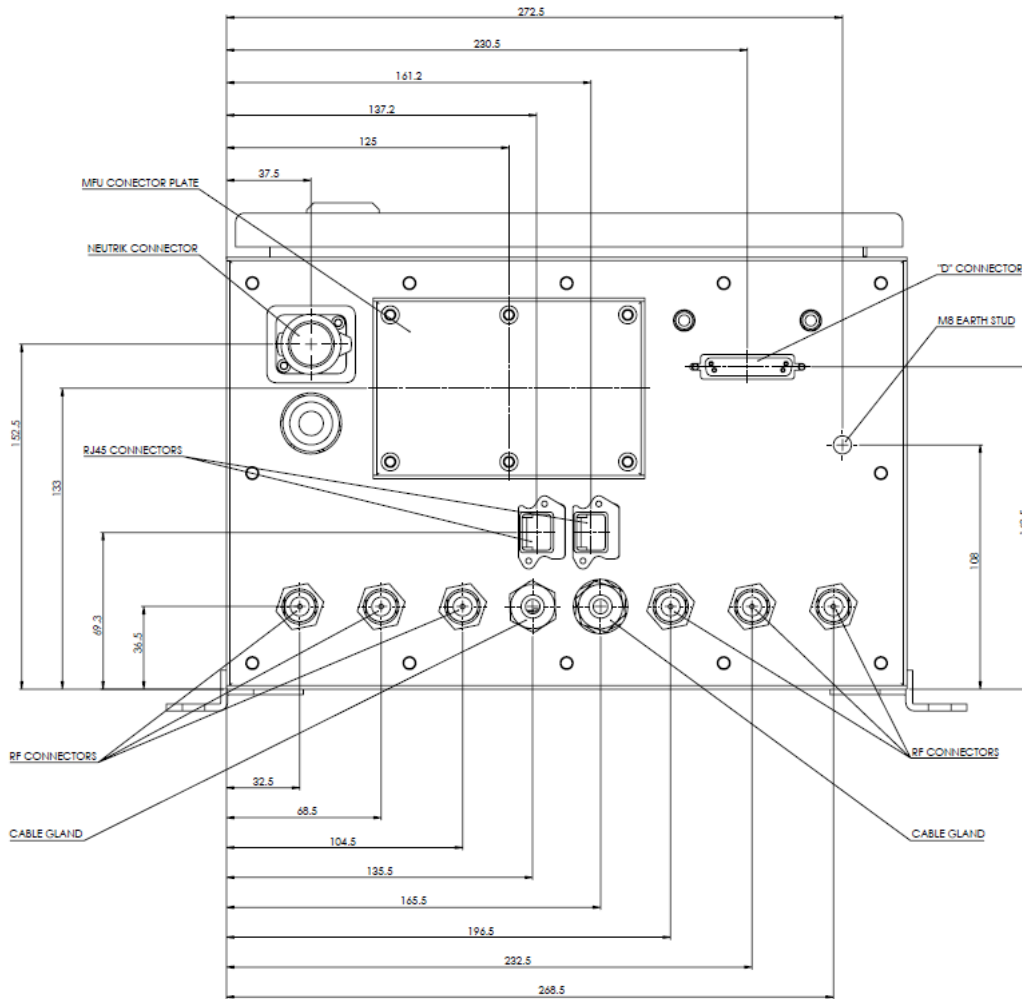 272.5
230.5
161.2
137.2
125
37.5
MFU CONECTOR PLATE
NEUTRIK CONNECTOR
"D" CONNECTOR
M8 EARTH STUD
RJ45 CONNECTORS
152.5
133
69.3
36.5
108
RF CONNECTORS
RF CONNECTORS
32.5
68.5
CABLE GLAND
CABLE GLAND
104.5
135.5
165.5
196.5
232.5
268.5